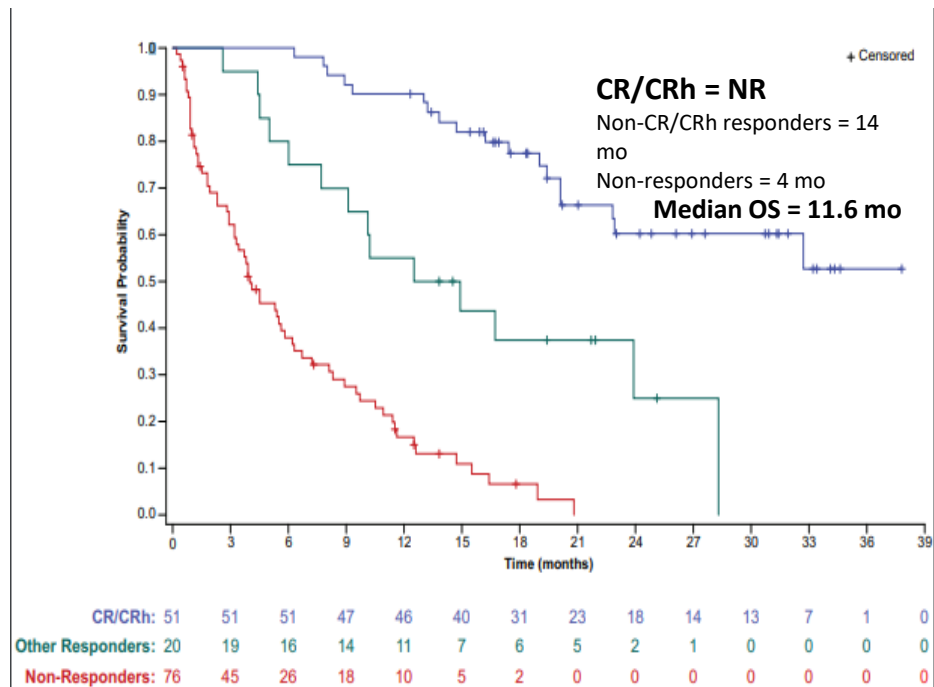 + Censored
CR/CRh = NR
Non-CR/CRh responders = 14
mo
Non-responders = 4 mo
Median OS = 11.6 mo
Survival Probability
1.0
0.9
0.8
0.7
0.6
0.5
0.4
0.3
0.2
0.1
0.0
0 3 6 9 12 15 18 21 24 27 30 33 36 39
Time (months)
CR/CRh: 51 51 51 47 46 40 31 23 18 14 13 7 1 0
Other Responders: 20 19 16 14 11 7 6 5 2 1 0 0 0 0
Non-Responders: 76 45 26 18 10 5 2 0 0 0 0 0 0 0